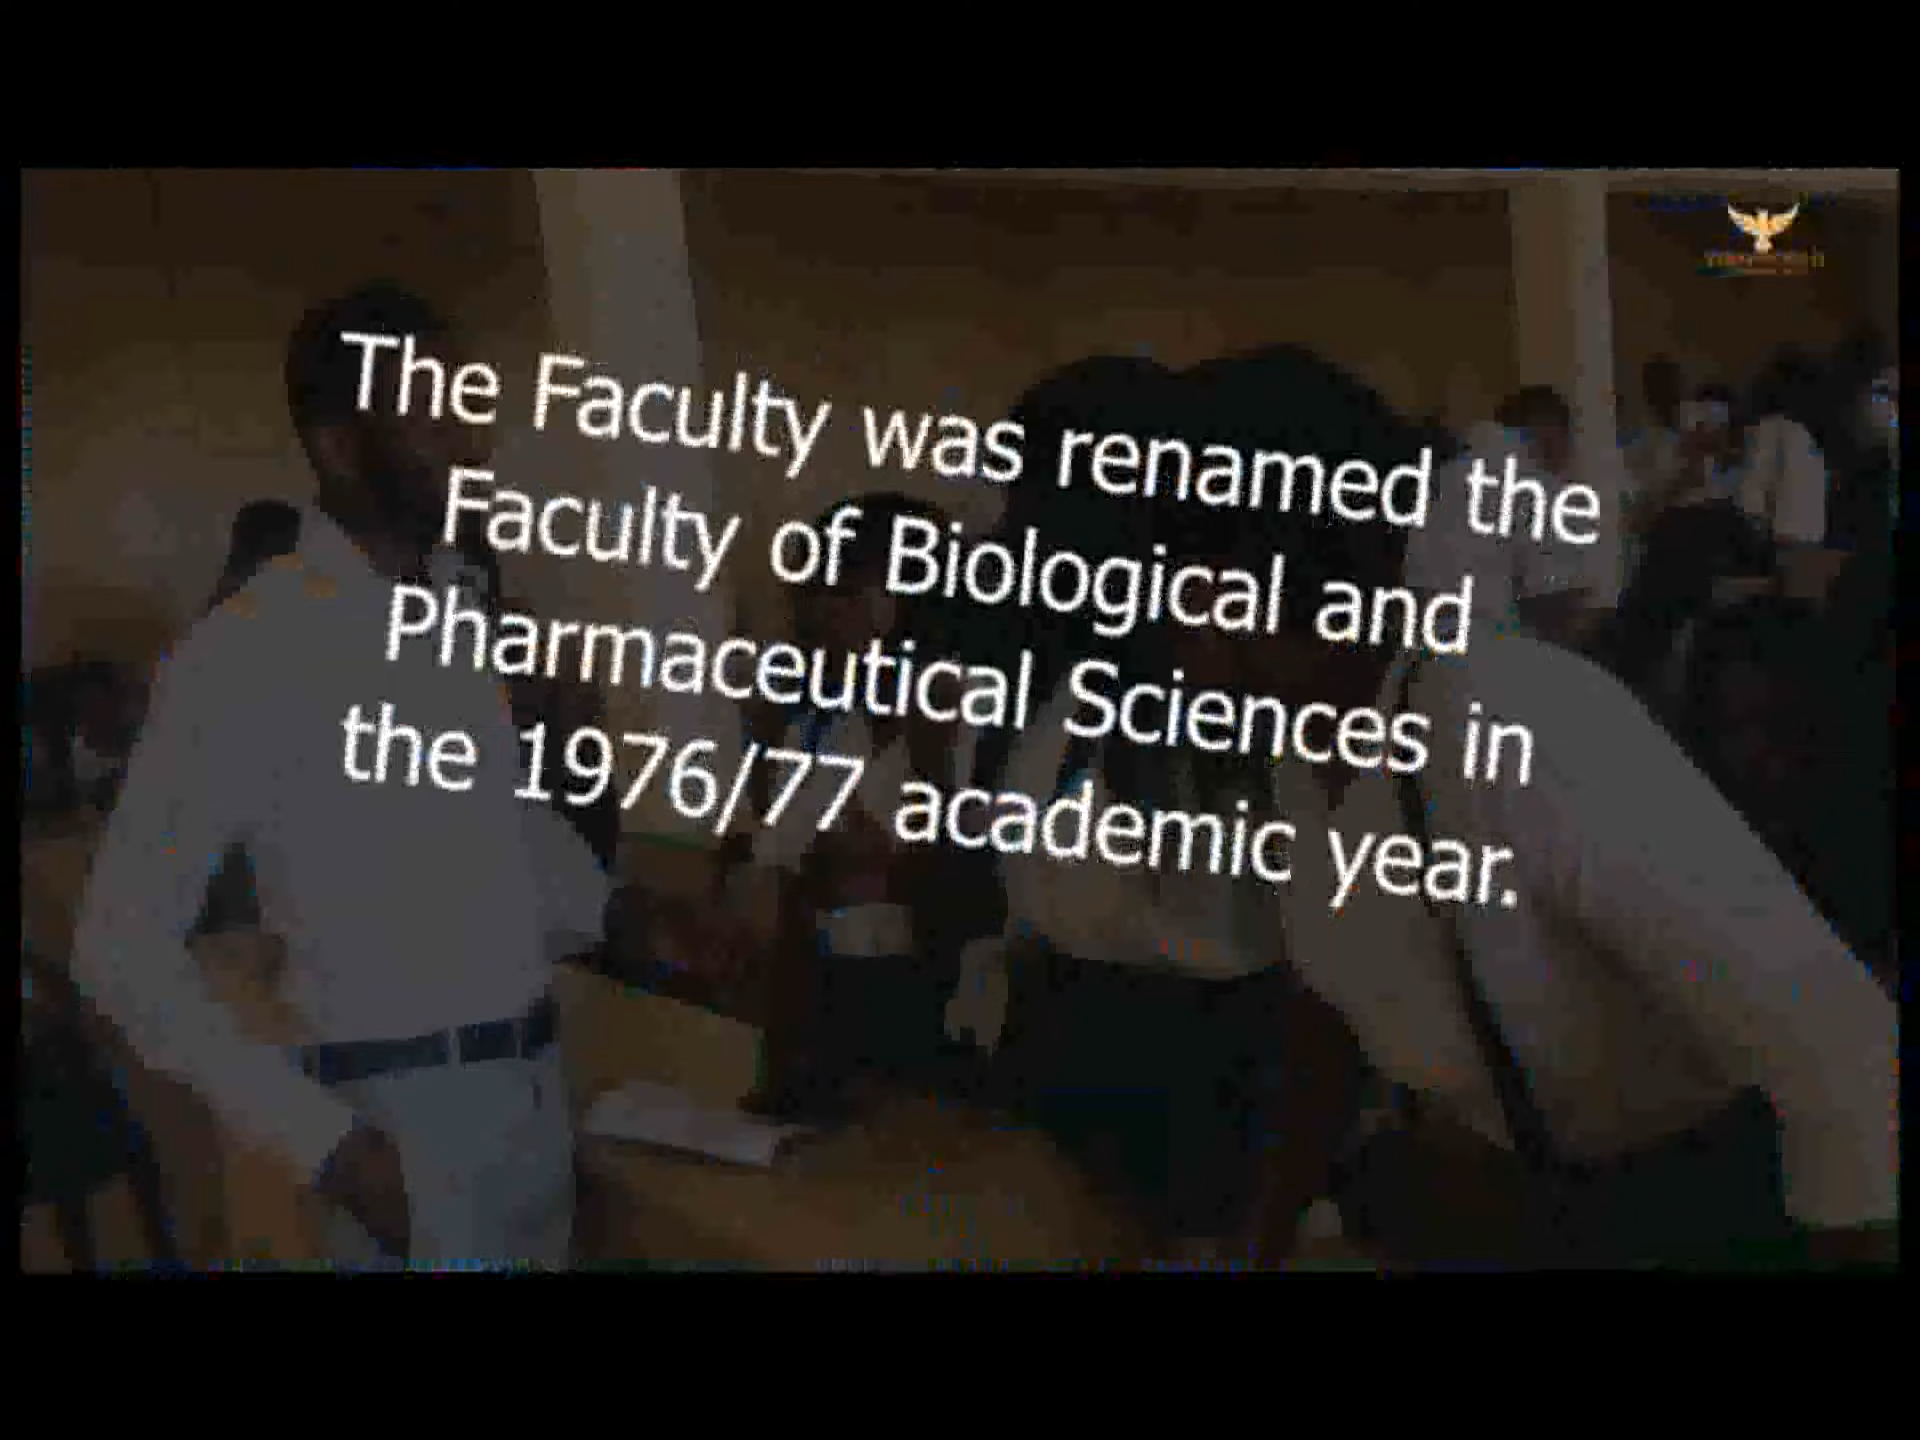 The Faculty was renamed the
Faculty of Biological and
Pharmaceutical Sciences in
the 1976/77 academic year.